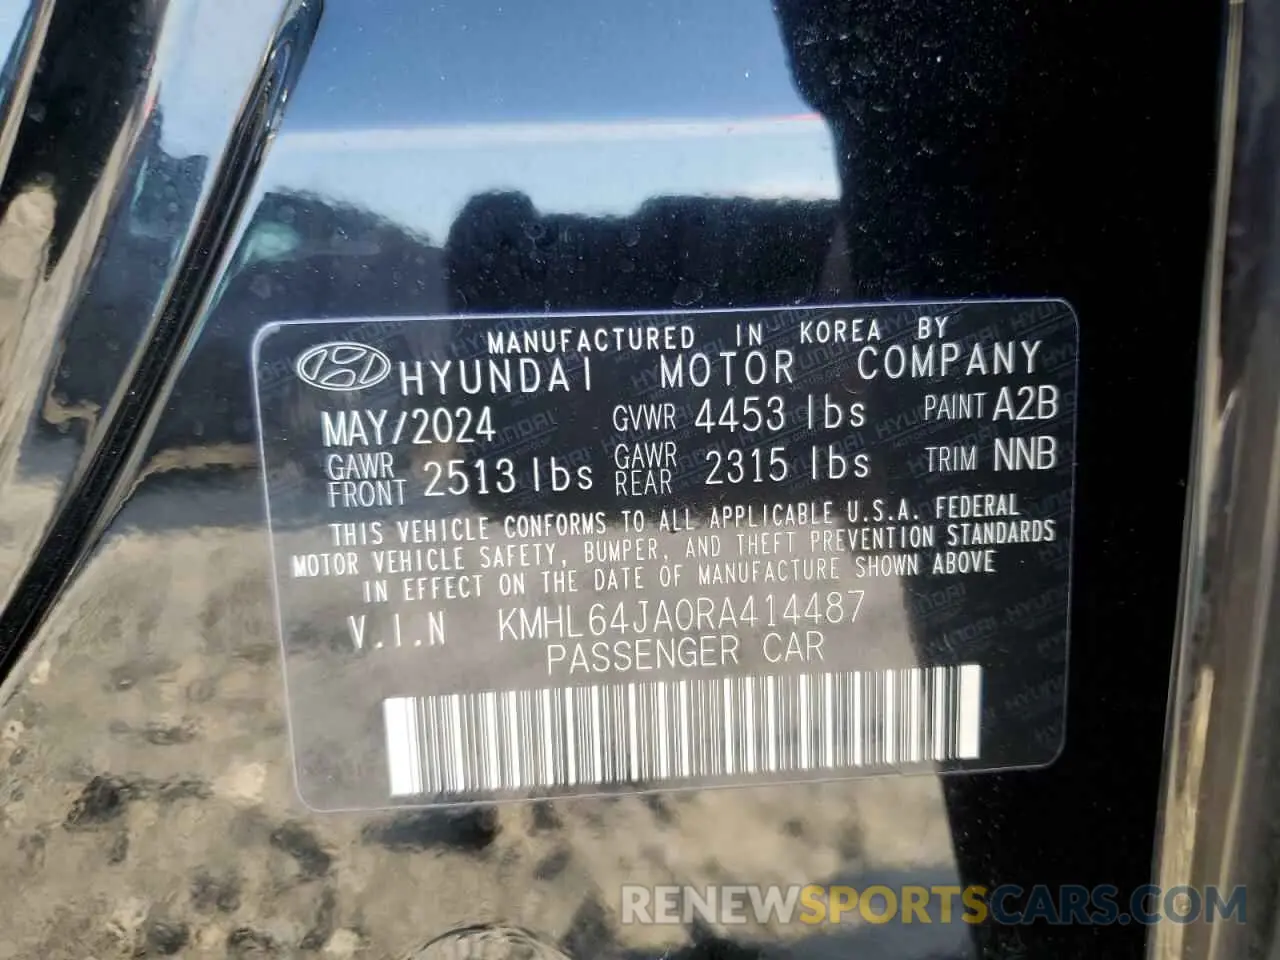 MANUFACTURED IN KOREA BY
HYUNDAI MOTOR COMPANY
MAY/2024 GVWR 4453 lbs PAINT A2B
GAWR FRONT 2513 lbs GAWR REAR 2315 lbs TRIM NNB
THIS VEHICLE CONFORMS TO ALL APPLICABLE U.S.A. FEDERAL
MOTOR VEHICLE SAFETY, BUMPER, AND THEFT PREVENTION STANDARDS
IN EFFECT ON THE DATE OF MANUFACTURE SHOWN ABOVE
V.I.N KMHL64JA0RA414487
PASSENGER CAR
RENEWSPORTSCARS.COM